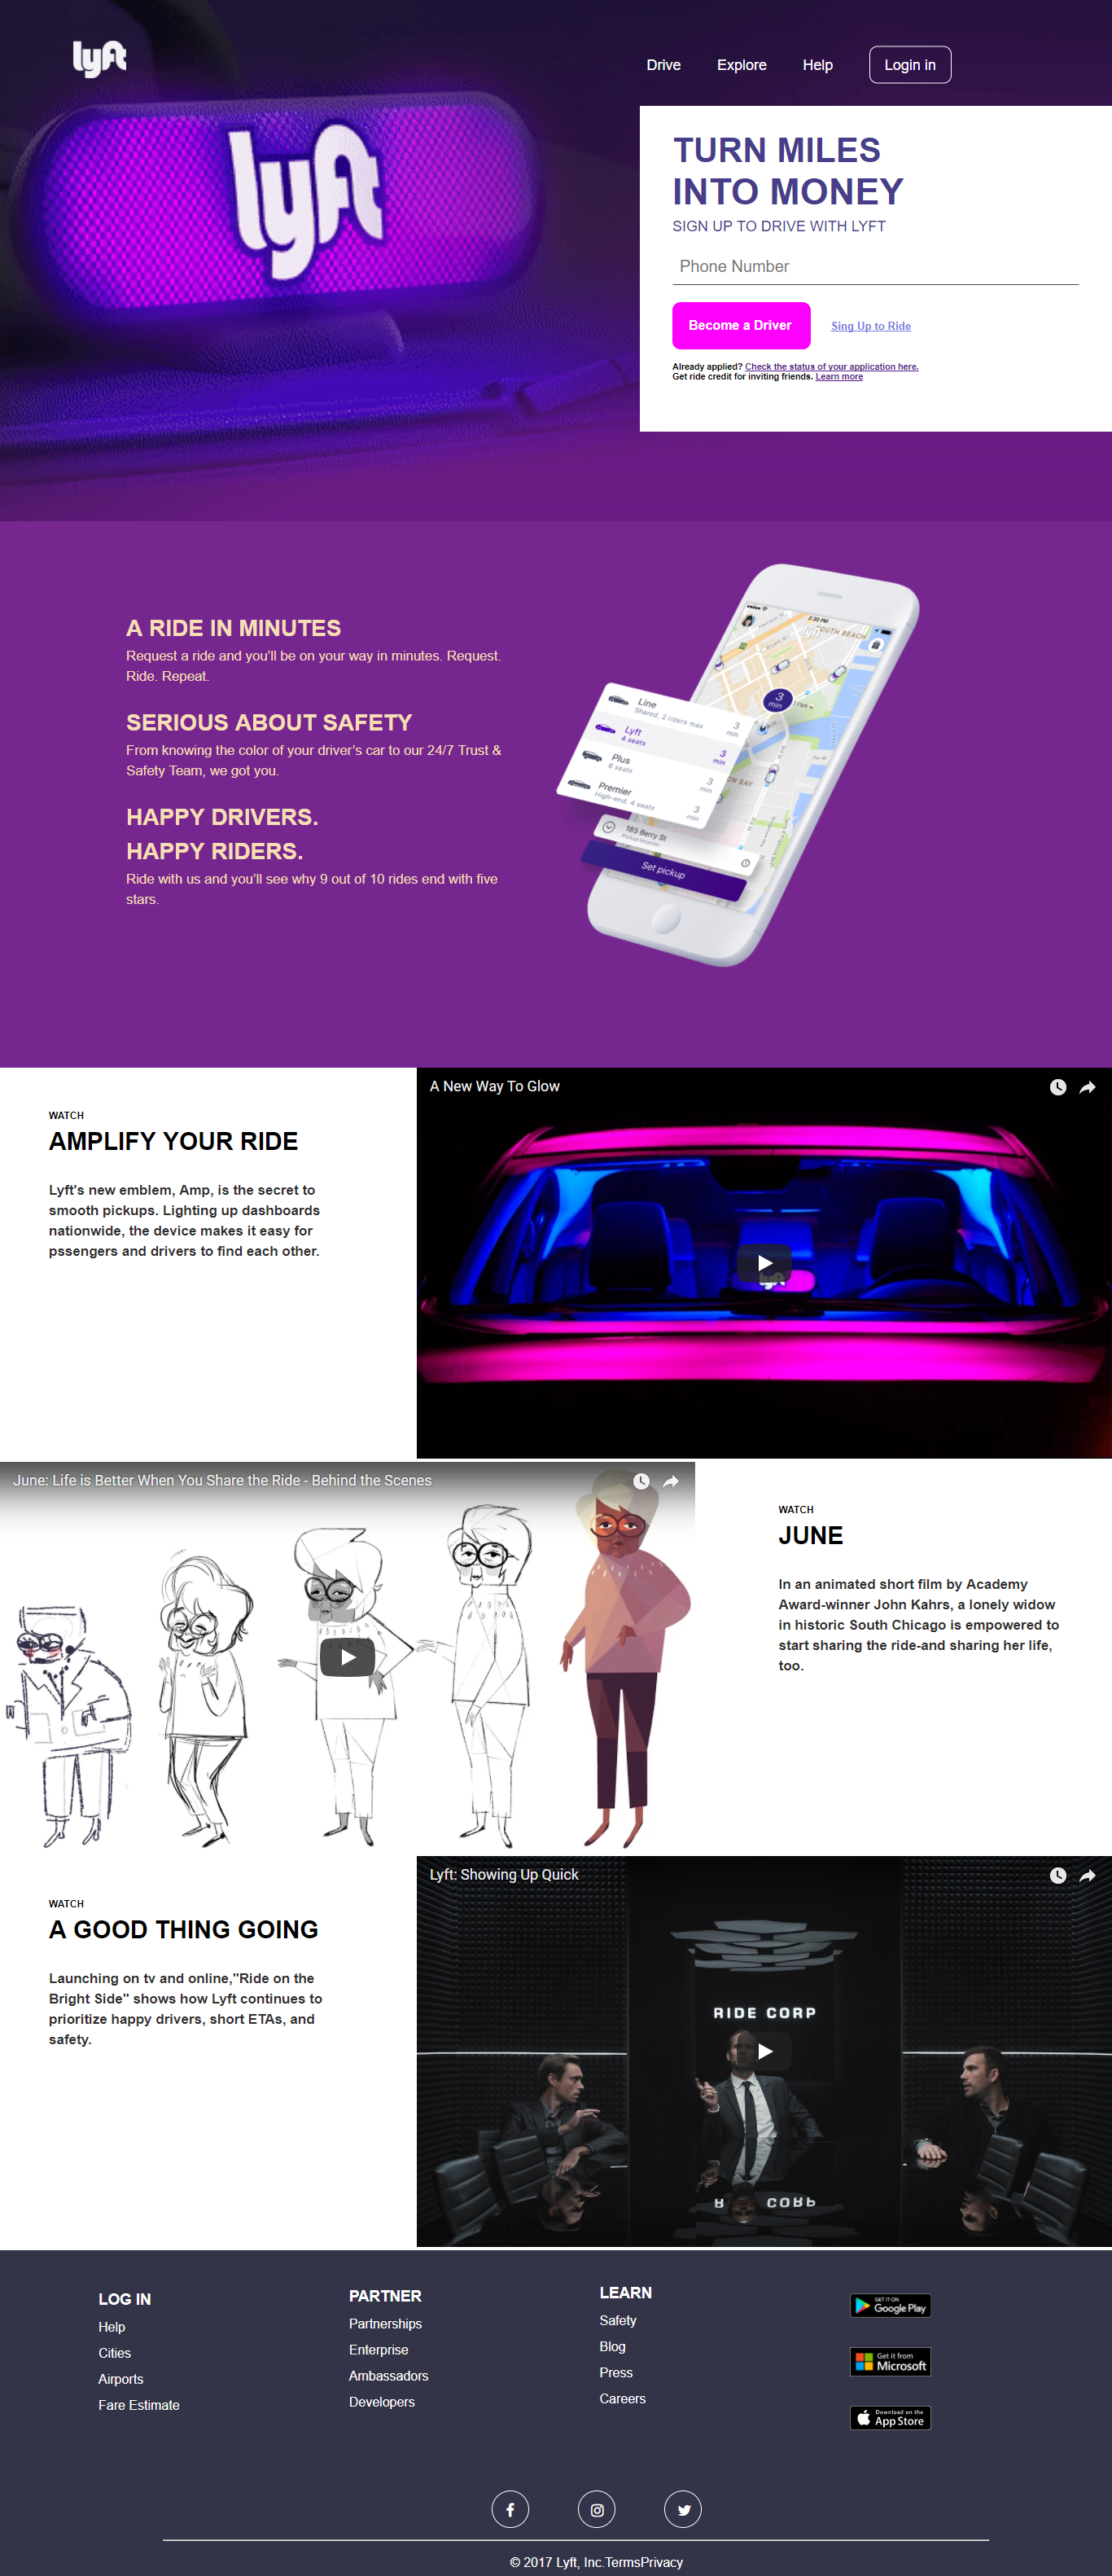 lyft
Drive Explore Help Login in
lyft
TURN MILES
INTO MONEY
SIGN UP TO DRIVE WITH LYFT
Phone Number
Become a Driver Sing Up to Ride
Already applied? Check the status of your application here.
Get ride credit for inviting friends. Learn more
A RIDE IN MINUTES
Request a ride and you’ll be on your way in minutes. Request.
Ride. Repeat.
SERIOUS ABOUT SAFETY
From knowing the color of your driver’s car to our 24/7 Trust &
Safety Team, we got you.
HAPPY DRIVERS.
HAPPY RIDERS.
Ride with us and you’ll see why 9 out of 10 rides end with five
stars.
2:30 PM
lyft
SOUTH BEACH
3
min
Line
Shared, 2 riders max
3
min
Lyft
4 seats
3
min
Plus
6 seats
3
min
Premier
High-end, 4 seats
3
min
185 Berry St
Pickup location
Set pickup
WATCH
AMPLIFY YOUR RIDE
Lyft's new emblem, Amp, is the secret to
smooth pickups. Lighting up dashboards
nationwide, the device makes it easy for
pssengers and drivers to find each other.
A New Way To Glow
lyft
June: Life is Better When You Share the Ride - Behind the Scenes
WATCH
JUNE
In an animated short film by Academy
Award-winner John Kahrs, a lonely widow
in historic South Chicago is empowered to
start sharing the ride-and sharing her life,
too.
WATCH
A GOOD THING GOING
Launching on tv and online,"Ride on the
Bright Side" shows how Lyft continues to
prioritize happy drivers, short ETAs, and
safety.
Lyft: Showing Up Quick
RIDE CORP
LOG IN
Help
Cities
Airports
Fare Estimate
PARTNER
Partnerships
Enterprise
Ambassadors
Developers
LEARN
Safety
Blog
Press
Careers
GET IT ON
Google Play
Get it from
Microsoft
Download on the
App Store
© 2017 Lyft, Inc.TermsPrivacy